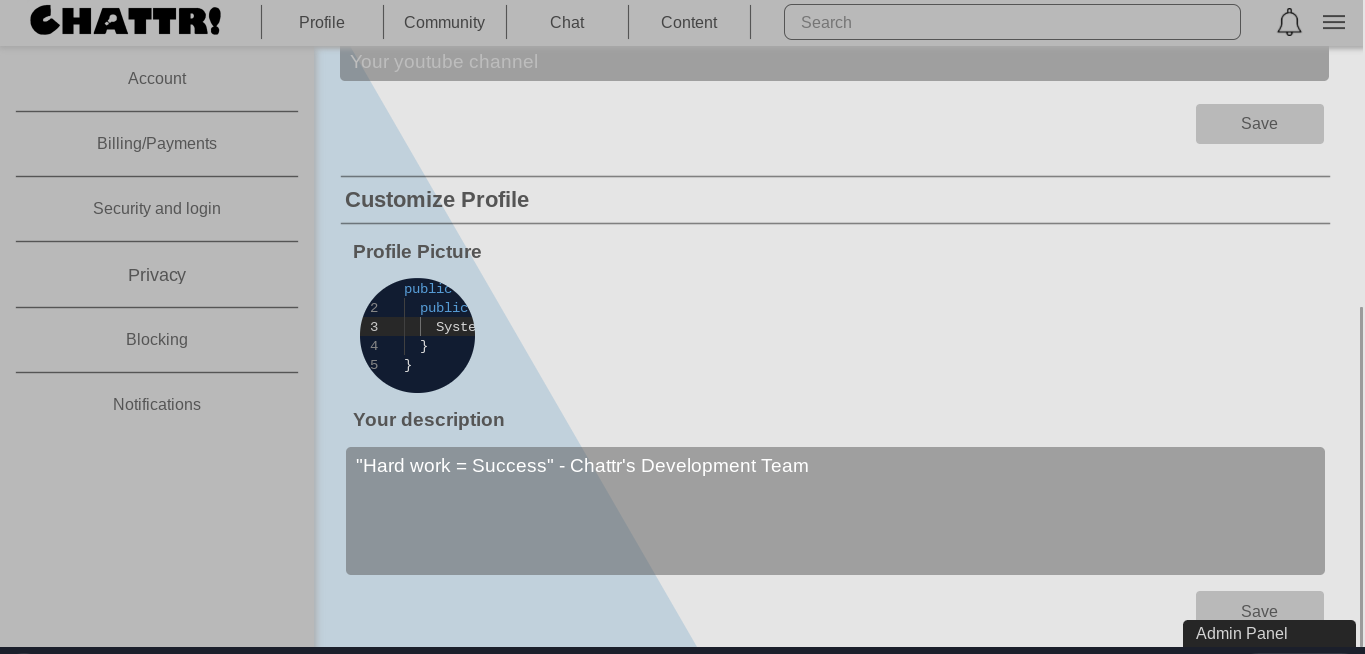 CHATTR!
Profile
Community
Chat
Content
Search
Account
Billing/Payments
Security and login
Privacy
Blocking
Notifications
Your youtube channel
Save
Customize Profile
Profile Picture
public
2 public
3 Syste
4 }
5 }
Your description
"Hard work = Success" - Chattr's Development Team
Save
Admin Panel